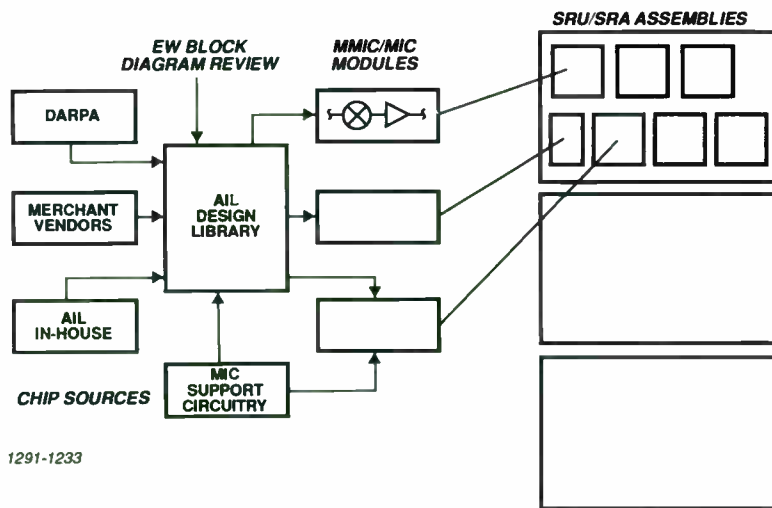 SRU/SRA ASSEMBLIES
EW BLOCK
DIAGRAM REVIEW
MMIC/MIC
MODULES
DARPA
MERCHANT
VENDORS
AIL
DESIGN
LIBRARY
AIL
IN-HOUSE
MIC
SUPPORT
CIRCUITRY
CHIP SOURCES
1291-1233